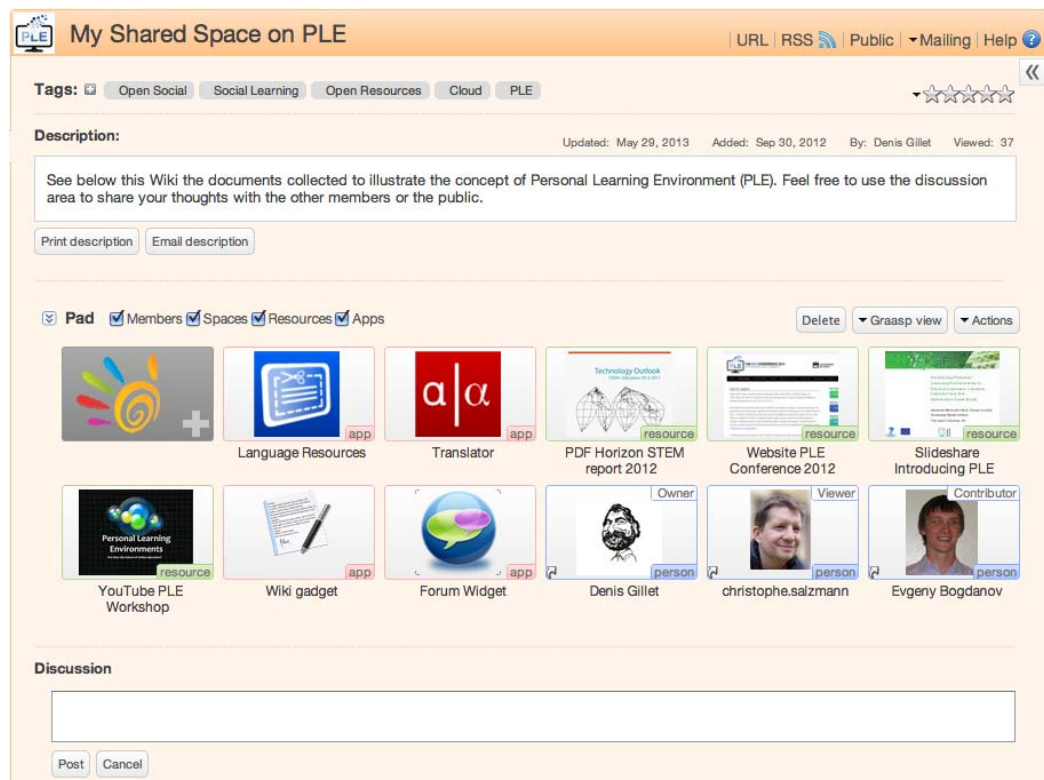 PLE My Shared Space on PLE
URL | RSS | Public | Mailing | Help ?
Tags: Open Social Social Learning Open Resources Cloud PLE
Description:
Updated: May 29, 2013 Added: Sep 30, 2012 By: Denis Gillet Viewed: 37
See below this Wiki the documents collected to illustrate the concept of Personal Learning Environment (PLE). Feel free to use the discussion
area to share your thoughts with the other members or the public.
Print description Email description
Pad Members Spaces Resources Apps
Delete Graasp view Actions
a|α
Technology Outlook
PLE
app app resource resource resource
Language Resources Translator PDF Horizon STEM Website PLE Slideshare
report 2012 Conference 2012 Introducing PLE
Owner Viewer Contributor
Personal Learning
Environments
resource app app person person person
YouTube PLE Wiki gadget Forum Widget Denis Gillet christophe.salzmann Evgeny Bogdanov
Workshop
Discussion
Post Cancel